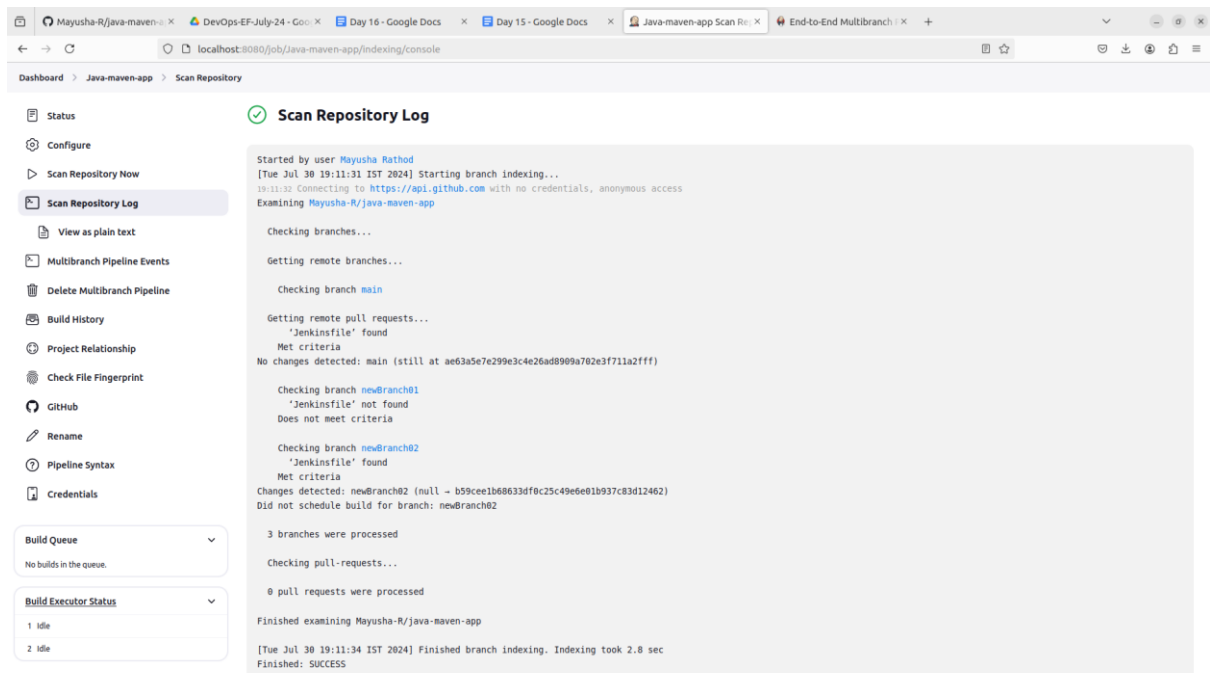 Mayusha-R/java-maven-a
DevOps-EF-July-24 - Goo
Day 16 - Google Docs
Day 15 - Google Docs
Java-maven-app Scan Re
End-to-End Multibranch
localhost:8080/job/Java-maven-app/indexing/console
Dashboard > Java-maven-app > Scan Repository
Status
Configure
Scan Repository Now
Scan Repository Log
View as plain text
Multibranch Pipeline Events
Delete Multibranch Pipeline
Build History
Project Relationship
Check File Fingerprint
GitHub
Rename
Pipeline Syntax
Credentials
Build Queue
No builds in the queue.
Build Executor Status
1 Idle
2 Idle
Scan Repository Log
Started by user Mayusha Rathod
[Tue Jul 30 19:11:31 IST 2024] Starting branch indexing...
19:11:32 Connecting to https://api.github.com with no credentials, anonymous access
Examining Mayusha-R/java-maven-app
Checking branches...
Getting remote branches...
Checking branch main
Getting remote pull requests...
‘Jenkinsfile’ found
Met criteria
No changes detected: main (still at ae63a5e7e299e3c4e26ad8909a702e3f711a2fff)
Checking branch newBranch01
‘Jenkinsfile’ not found
Does not meet criteria
Checking branch newBranch02
‘Jenkinsfile’ found
Met criteria
Changes detected: newBranch02 (null → b59cee1b68633df0c25c49e6e01b937c83d12462)
Did not schedule build for branch: newBranch02
3 branches were processed
Checking pull-requests...
0 pull requests were processed
Finished examining Mayusha-R/java-maven-app
[Tue Jul 30 19:11:34 IST 2024] Finished branch indexing. Indexing took 2.8 sec
Finished: SUCCESS